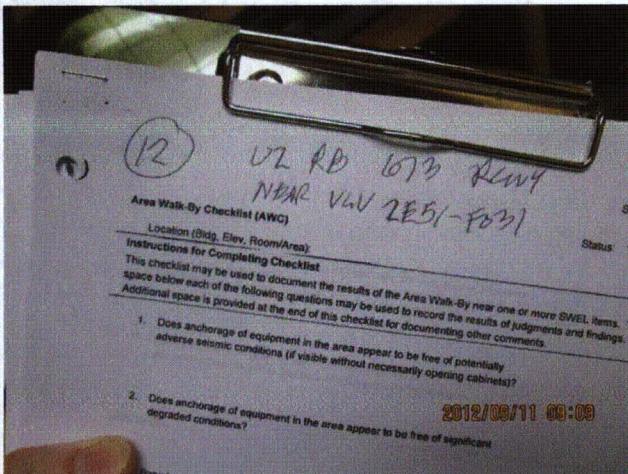 12
U2 RB 673 RCWY
NEAR VLV 2E51-F031
Area Walk-By Checklist (AWC)
Status:
Location (Bldg, Elev, Room/Area):
Instructions for Completing Checklist
This checklist may be used to document the results of the Area Walk-By near one or more SWEL items.
space below each of the following questions may be used to record the results of judgments and findings.
Additional space is provided at the end of this checklist for documenting other comments.
1. Does anchorage of equipment in the area appear to be free of potentially
adverse seismic conditions (if visible without necessarily opening cabinets)?
2. Does anchorage of equipment in the area appear to be free of significant
degraded conditions?
2012/09/11 09:09